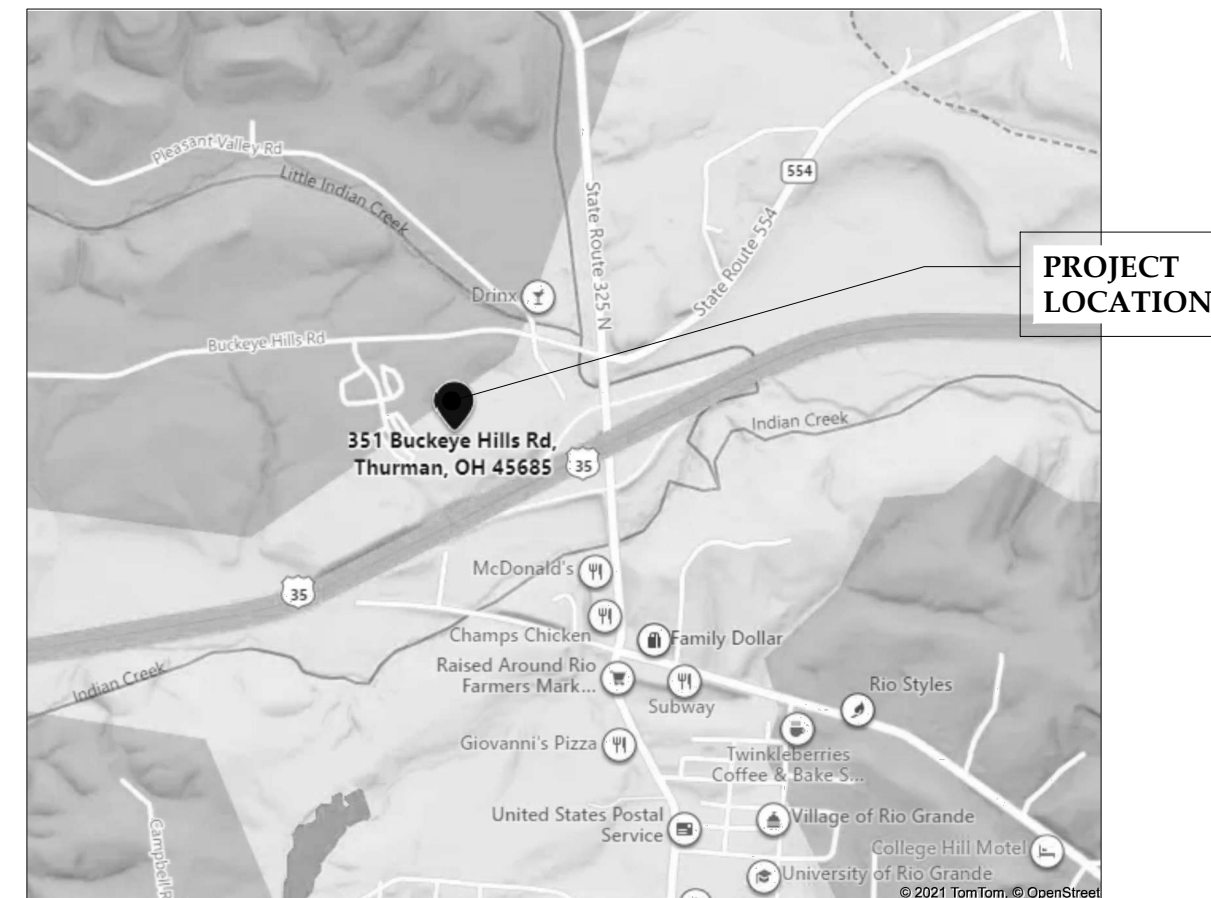 Pleasant Valley Rd
Little Indian Creek
State Route 325 N
554
State Route 554
PROJECT
LOCATION
Drinx
Buckeye Hills Rd
351 Buckeye Hills Rd,
Thurman, OH 45685
35
Indian Creek
McDonald's
35
Champs Chicken
Family Dollar
Raised Around Rio
Farmers Mark...
Subway
Rio Styles
Indian Creek
Giovanni's Pizza
Twinkleberries
Coffee & Bake S...
United States Postal
Service
Village of Rio Grande
Campbell
College Hill Motel
University of Rio Grande
© 2021 TomTom, © OpenStreet